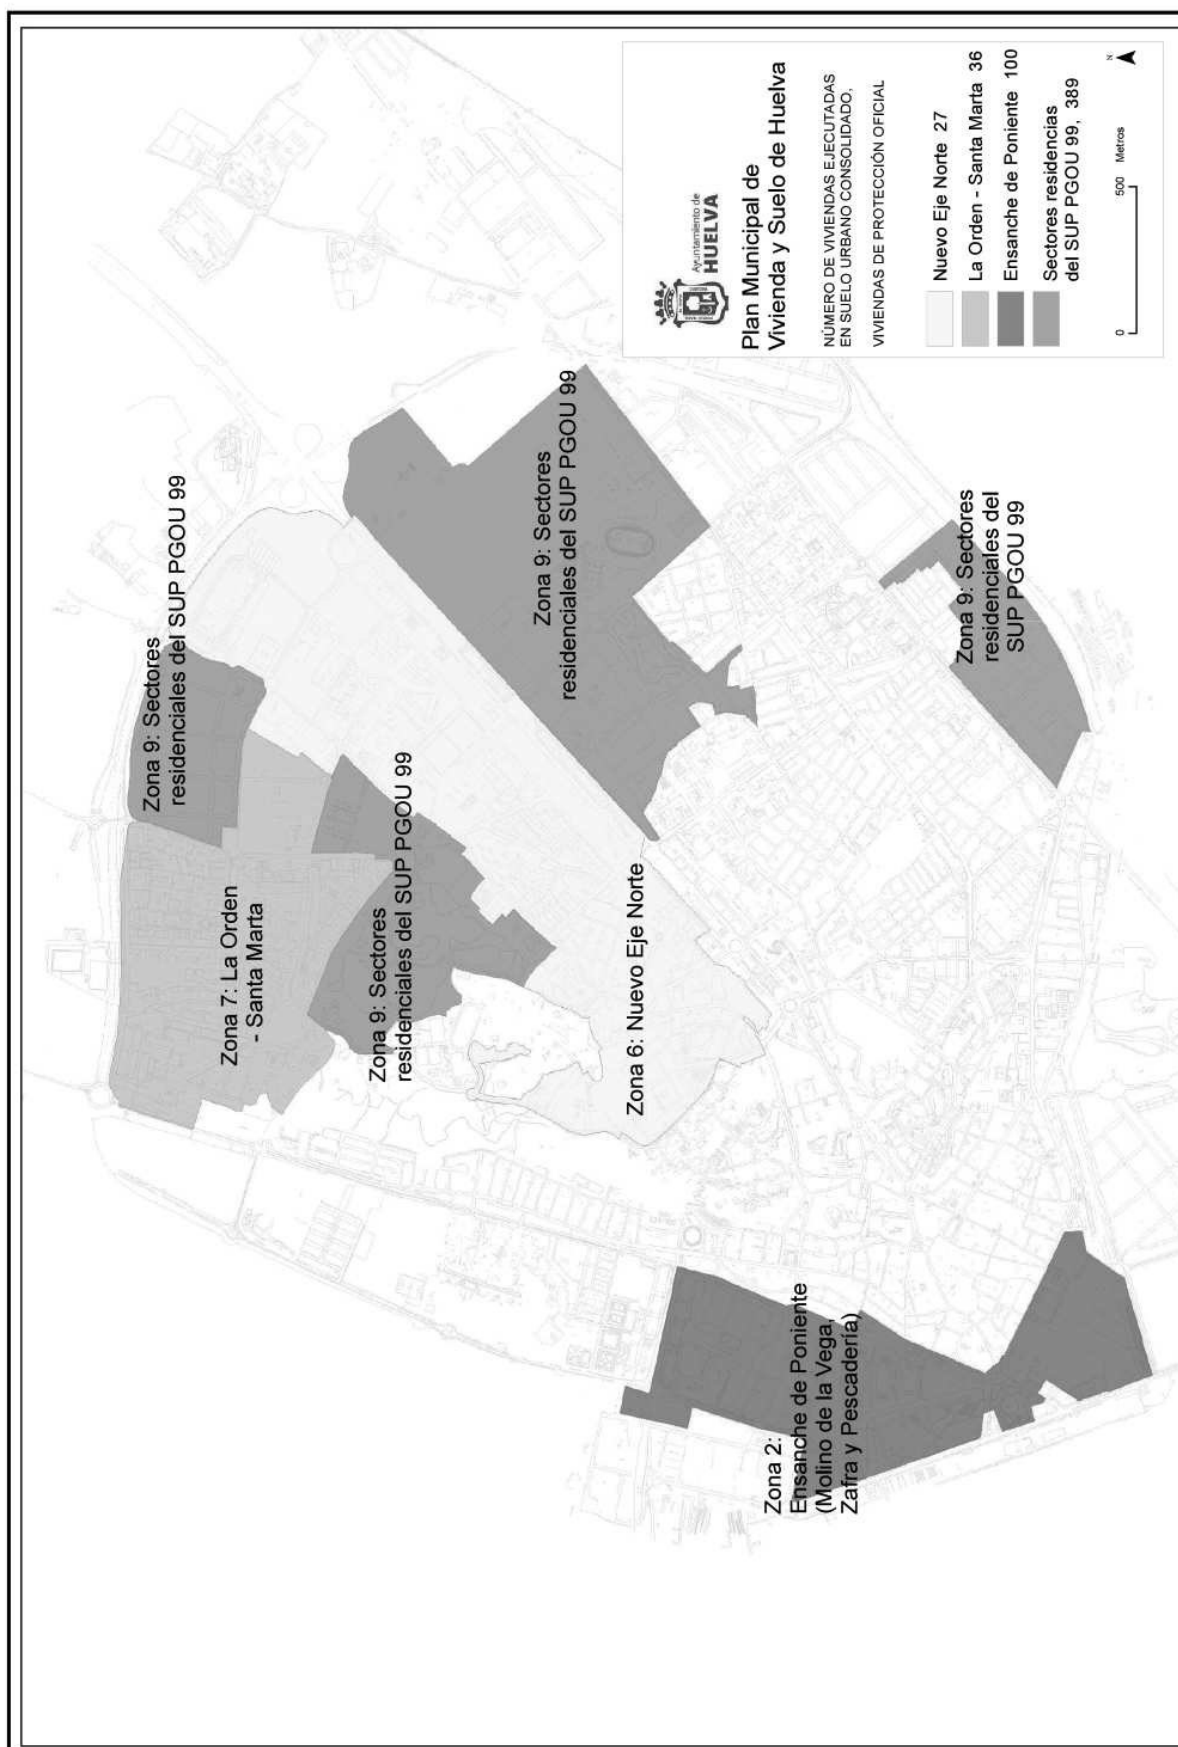 Zona 9: Sectores
residenciales del SUP PGOU 99
Zona 7: La Orden
- Santa Marta
Zona 9: Sectores
residenciales del SUP PGOU 99
Zona 9: Sectores
residenciales del SUP PGOU 99
Zona 6: Nuevo Eje Norte
Zona 2:
Ensanche de Poniente
(Molino de la Vega,
Zafra y Pescadería)
Zona 9: Sectores
residenciales del
SUP PGOU 99
Ayuntamiento de
HUELVA
Plan Municipal de
Vivienda y Suelo de Huelva
NÚMERO DE VIVIENDAS EJECUTADAS
EN SUELO URBANO CONSOLIDADO,
VIVIENDAS DE PROTECCIÓN OFICIAL
Nuevo Eje Norte 27
La Orden - Santa Marta 36
Ensanche de Poniente 100
Sectores residencias
del SUP PGOU 99, 389
0 500 Metros
N